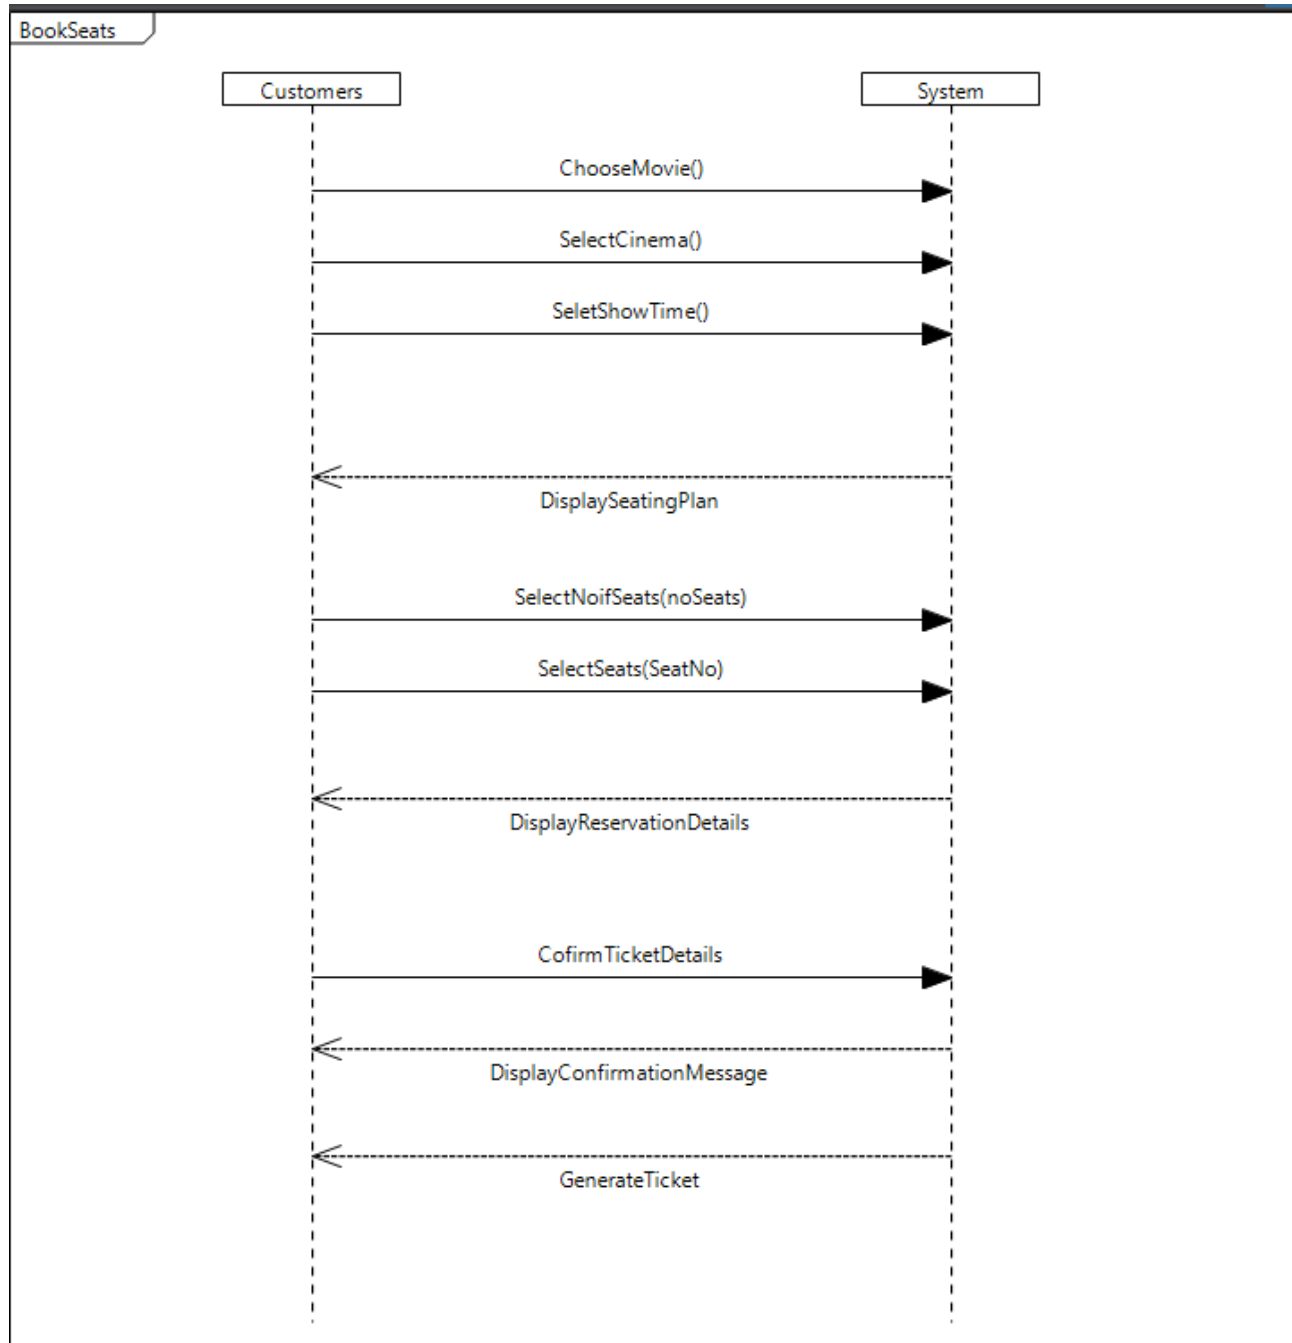 BookSeats
Customers
System
ChooseMovie()
SelectCinema()
SeletShowTime()
DisplaySeatingPlan
SelectNoifSeats(noSeats)
SelectSeats(SeatNo)
DisplayReservationDetails
CofirmTicketDetails
DisplayConfirmationMessage
GenerateTicket